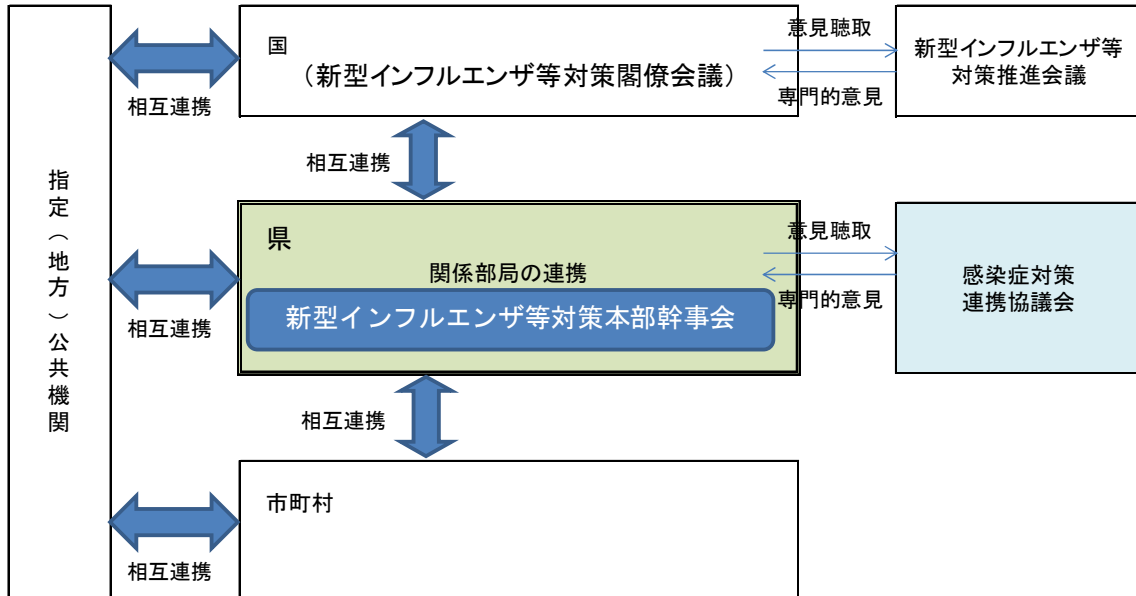 国
(新型インフルエンザ等対策閣僚会議)
意見聴取
専門的意見
新型インフルエンザ等
対策推進会議
相互連携
相互連携
指定(地方)公共機関
県
関係部局の連携
新型インフルエンザ等対策本部幹事会
意見聴取
専門的意見
感染症対策
連携協議会
相互連携
相互連携
市町村
相互連携